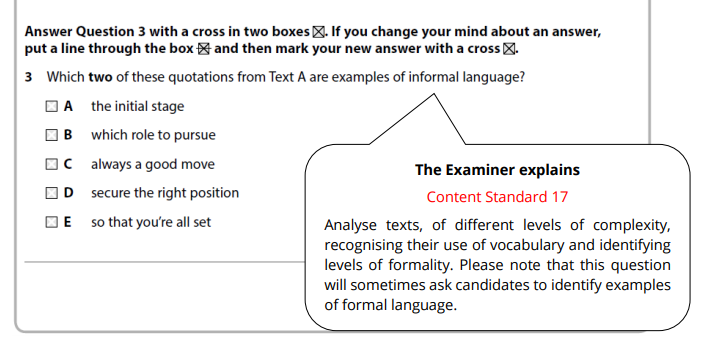 Answer Question 3 with a cross in two boxes ☒. If you change your mind about an answer,
put a line through the box ☒ and then mark your new answer with a cross ☒.
3 Which two of these quotations from Text A are examples of informal language?
A the initial stage
B which role to pursue
C always a good move
D secure the right position
E so that you're all set
The Examiner explains
Content Standard 17
Analyse texts, of different levels of complexity,
recognising their use of vocabulary and identifying
levels of formality. Please note that this question
will sometimes ask candidates to identify examples
of formal language.